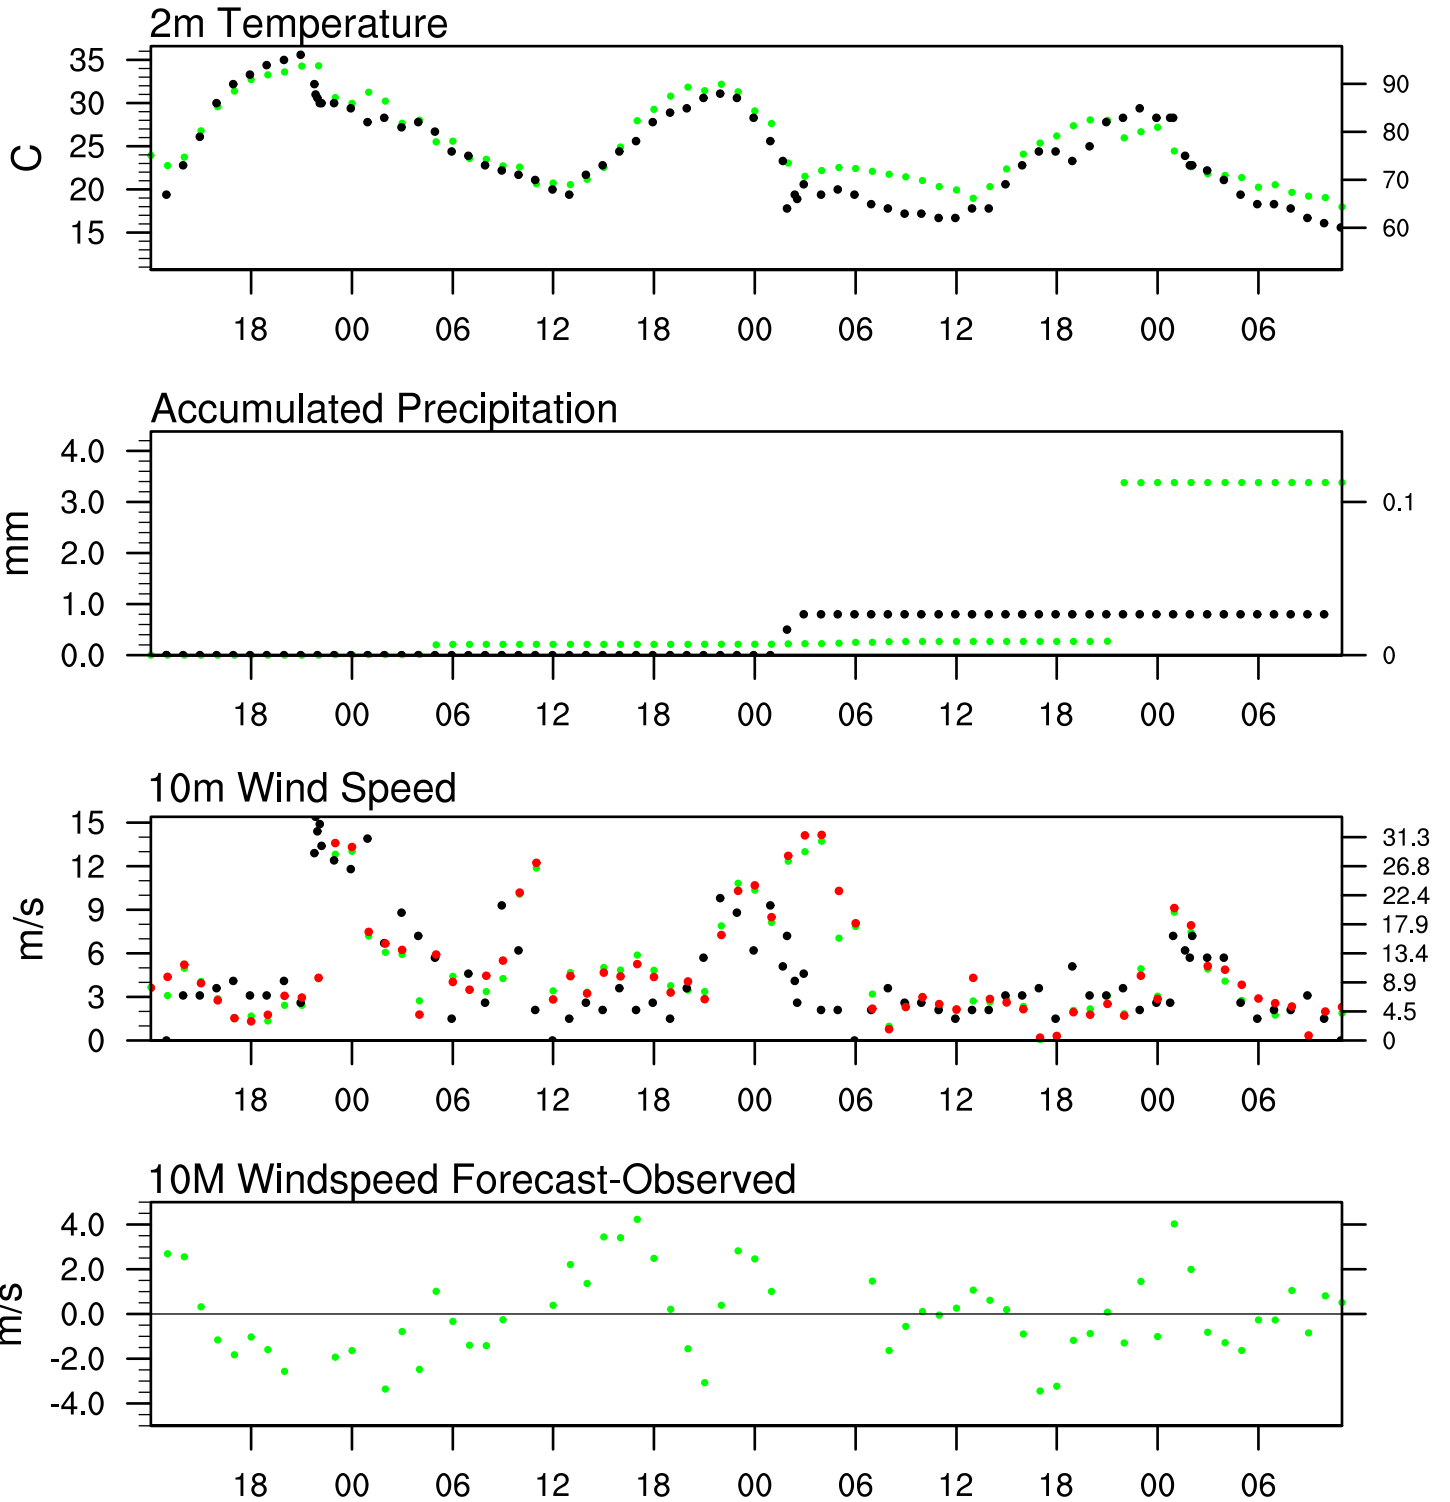 2m Temperature
35
30
25
20
15
C
90
80
70
60
18 00 06 12 18 00 06 12 18 00 06
Accumulated Precipitation
4.0
3.0
2.0
1.0
0.0
mm
0.1
0
18 00 06 12 18 00 06 12 18 00 06
10m Wind Speed
15
12
9
6
3
0
m/s
31.3
26.8
22.4
17.9
13.4
8.9
4.5
0
18 00 06 12 18 00 06 12 18 00 06
10M Windspeed Forecast-Observed
4.0
2.0
0.0
-2.0
-4.0
m/s
18 00 06 12 18 00 06 12 18 00 06